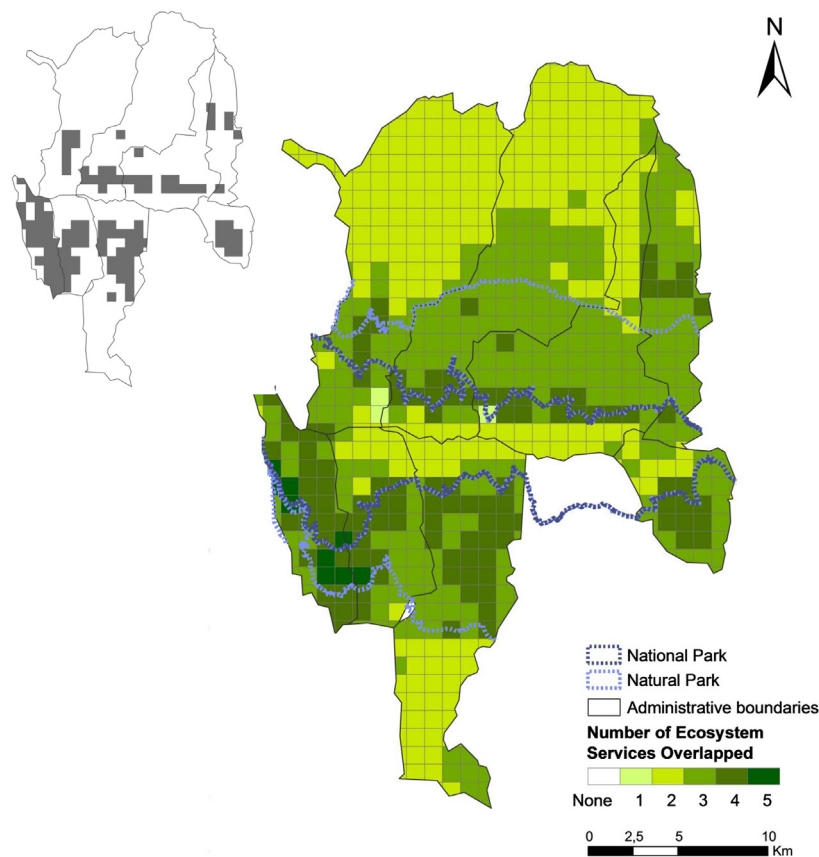 N
National Park
Natural Park
Administrative boundaries
Number of Ecosystem
Services Overlapped
None 1 2 3 4 5
0 2,5 5 10
Km